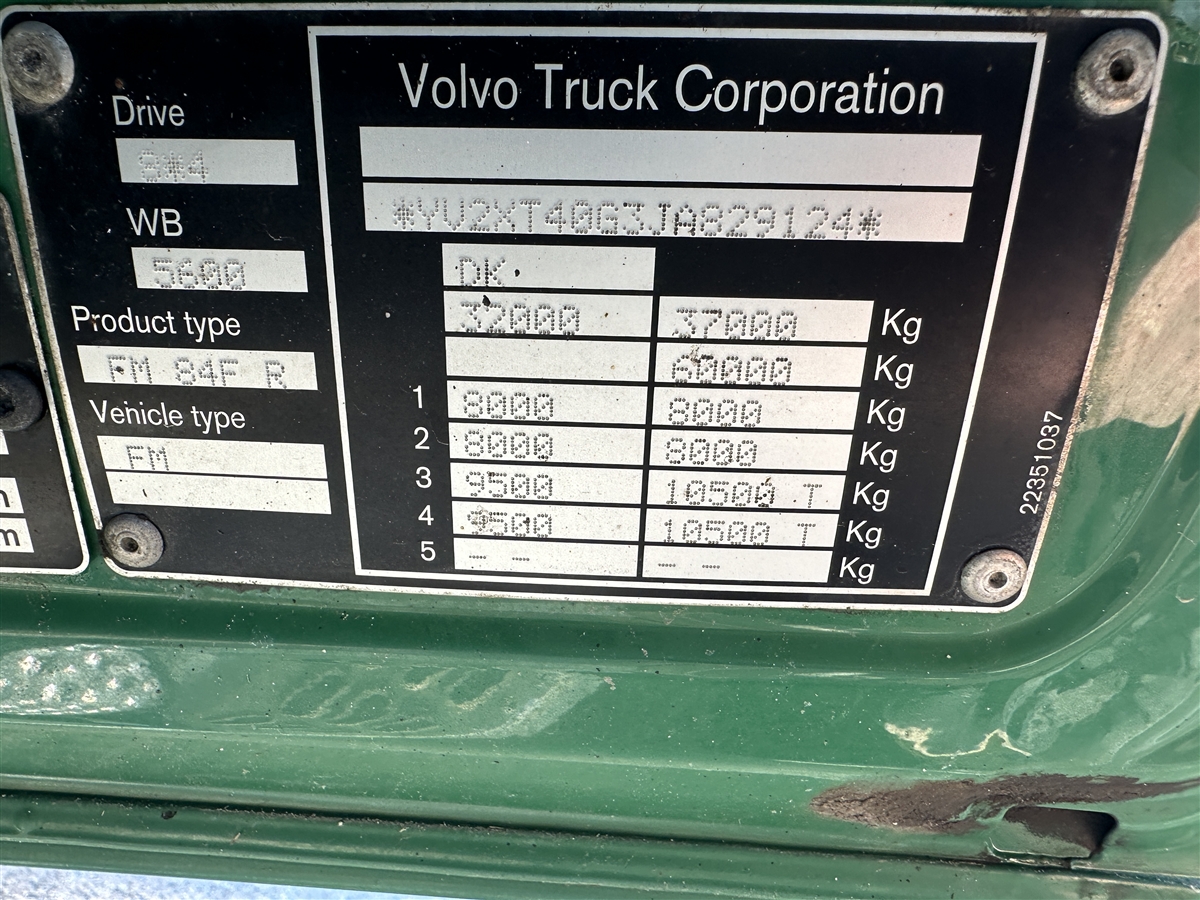 Volvo Truck Corporation
Drive
8*4
*YV2XT40G3JA829124*
WB
5600
DK
32000 37000 Kg
Product type
FM 84F R
60000 Kg
Vehicle type
FM
1 8000 8000 Kg
2 8000 8000 Kg
3 9500 10500 T Kg
4 9500 10500 T Kg
5 -- -- Kg
22351037
m
m